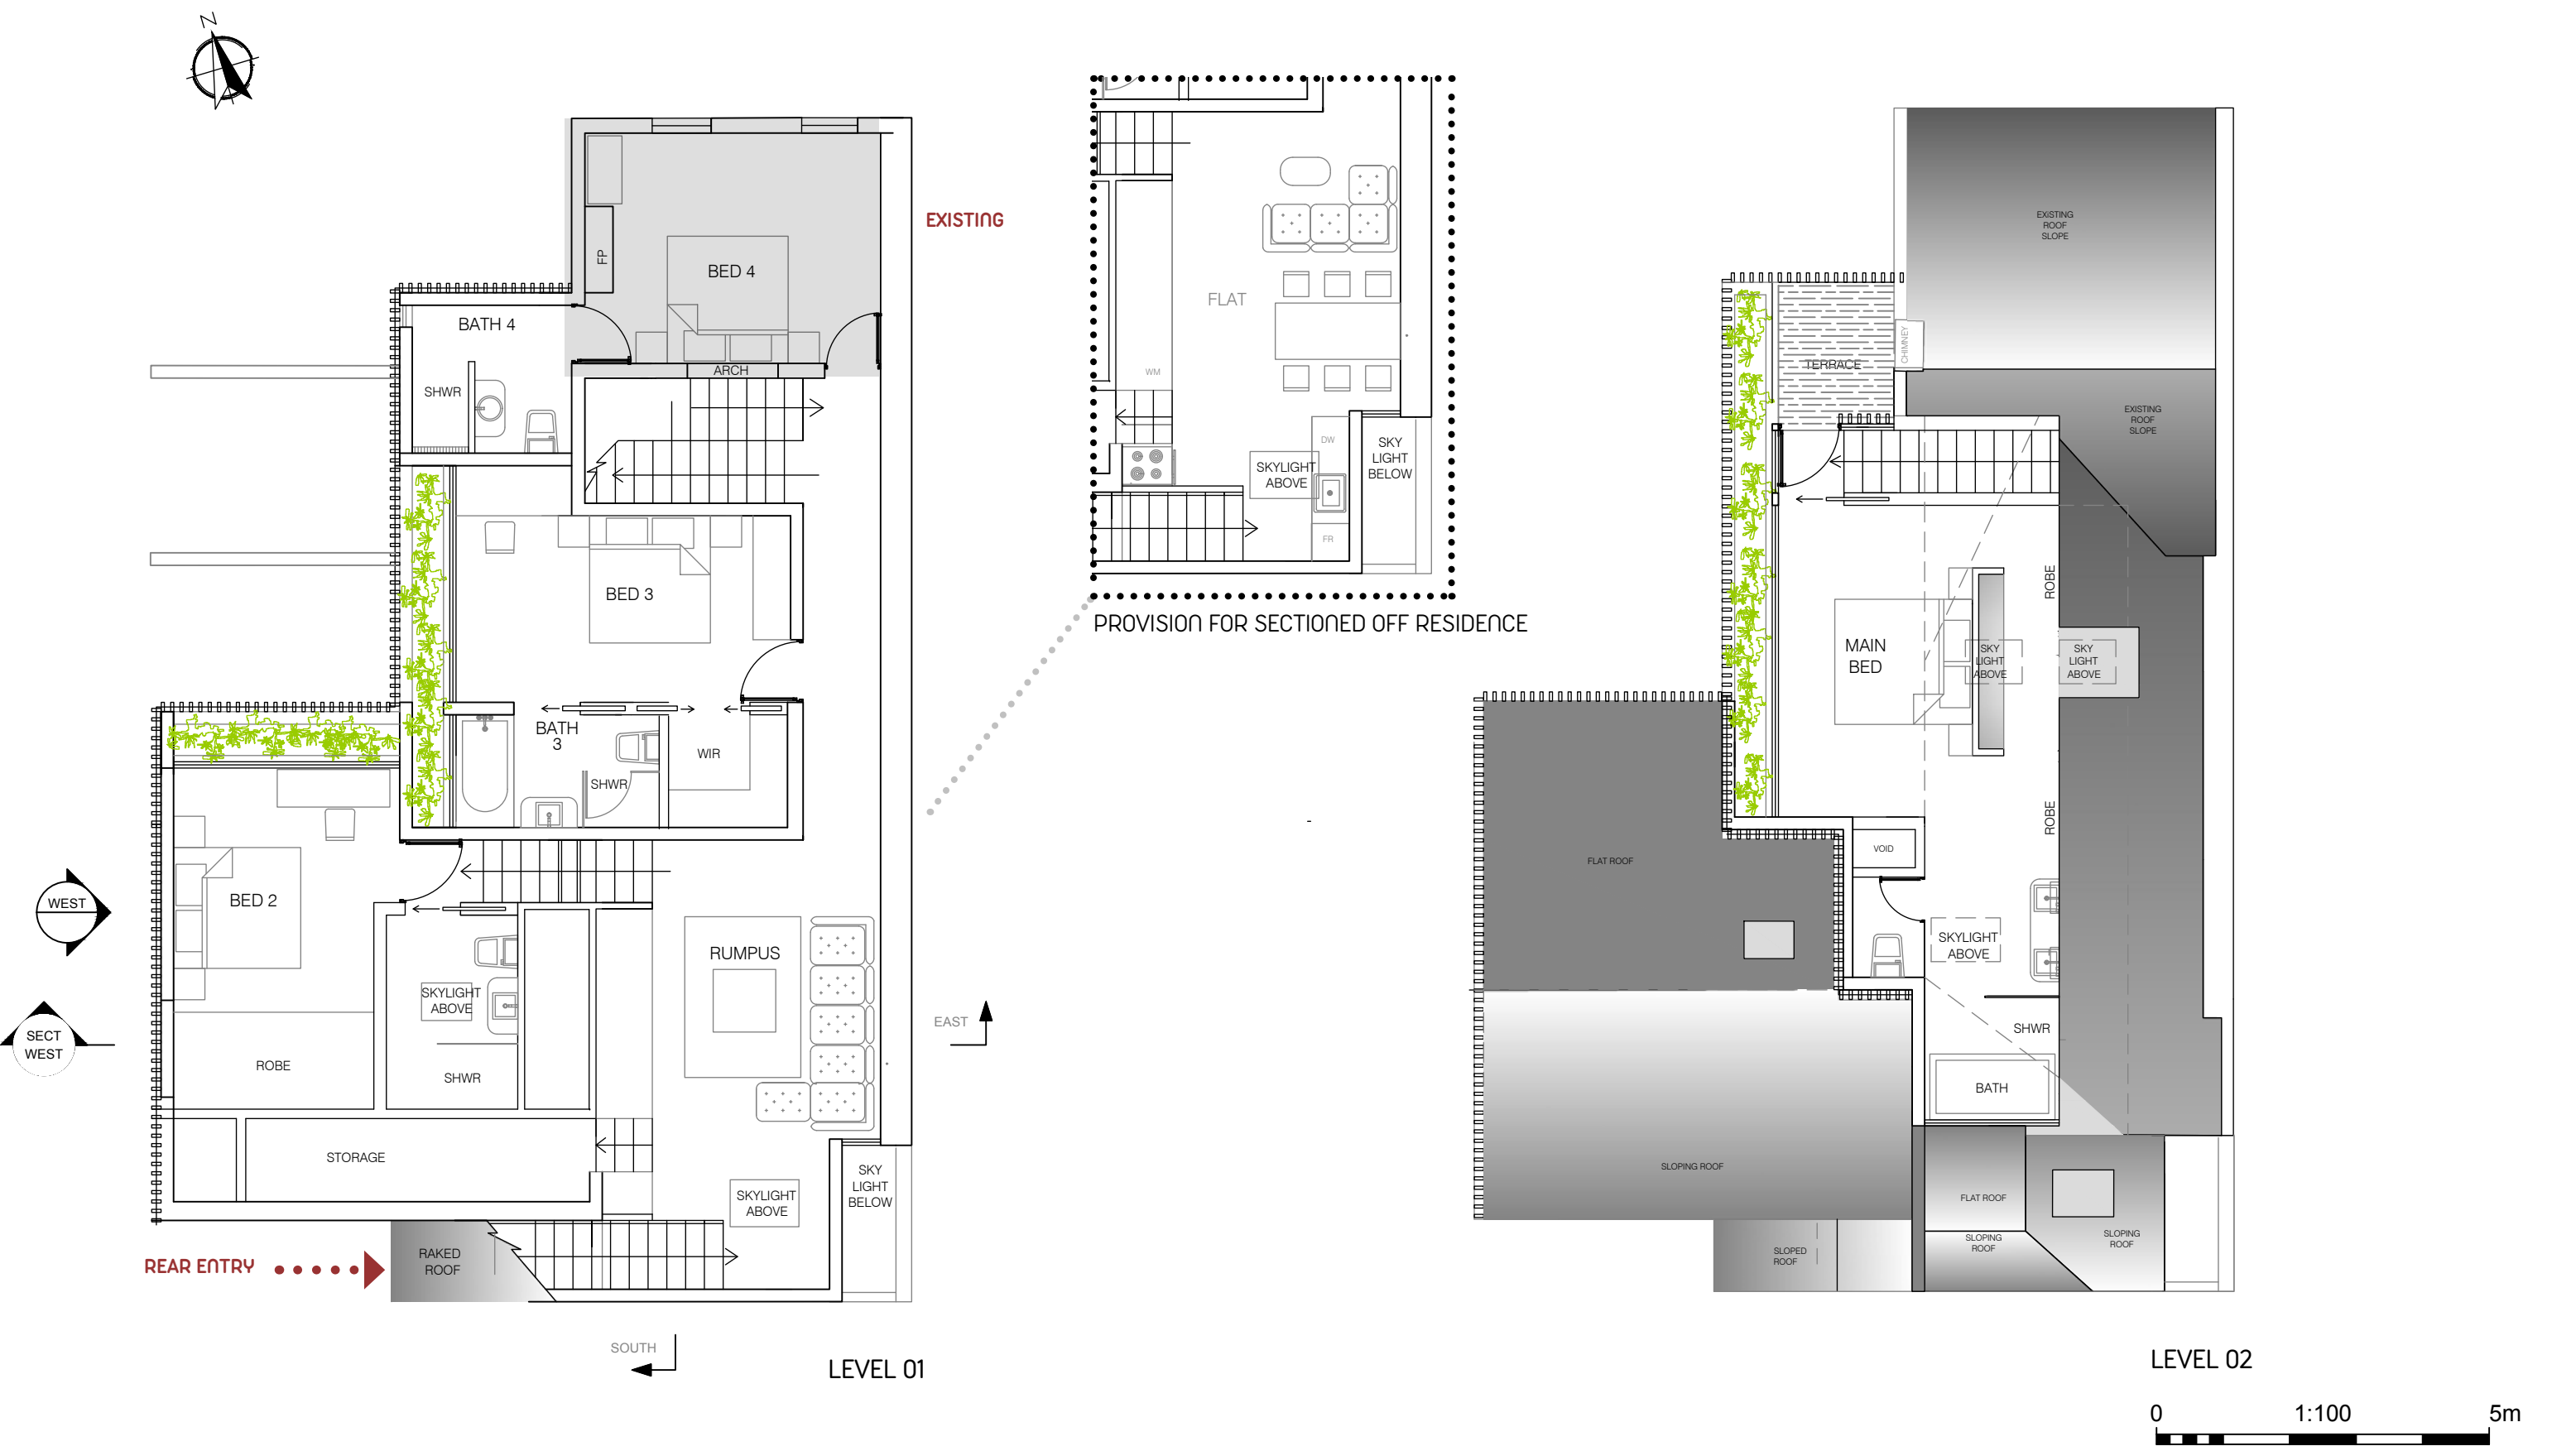 N
EXISTING
FP
BED 4
BATH 4
ARCH
SHWR
BED 3
BATH
3
WIR
SHWR
BED 2
WEST
SECT
WEST
SKYLIGHT
ABOVE
ROBE
SHWR
RUMPUS
EAST
STORAGE
SKYLIGHT
ABOVE
SKY
LIGHT
BELOW
REAR ENTRY
RAKED
ROOF
SOUTH
LEVEL 01
FLAT
WM
DW
SKYLIGHT
ABOVE
SKY
LIGHT
BELOW
FR
PROVISION FOR SECTIONED OFF RESIDENCE
EXISTING
ROOF
SLOPE
CHIMNEY
TERRACE
EXISTING
ROOF
SLOPE
ROBE
MAIN
BED
SKY
LIGHT
ABOVE
SKY
LIGHT
ABOVE
ROBE
VOID
FLAT ROOF
SKYLIGHT
ABOVE
SHWR
BATH
SLOPING ROOF
FLAT ROOF
SLOPING
ROOF
SLOPING
ROOF
SLOPED
ROOF
LEVEL 02
0 1:100 5m